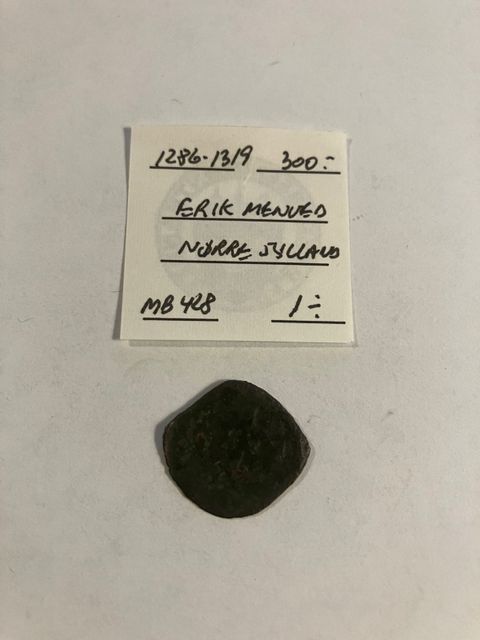 1286-1319 300:-
ERIK MENVED
NØRRE JYLLAND
MB 428 1÷